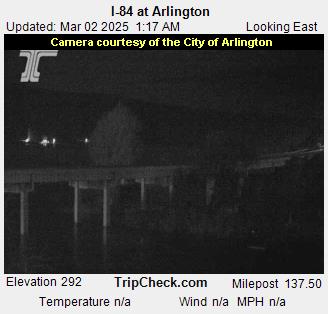 I-84 at Arlington
Updated: Mar 02 2025 1:17 AM Looking East
Camera courtesy of the City of Arlington
Elevation 292 TripCheck.com Milepost 137.50
Temperature n/a Wind n/a MPH n/a